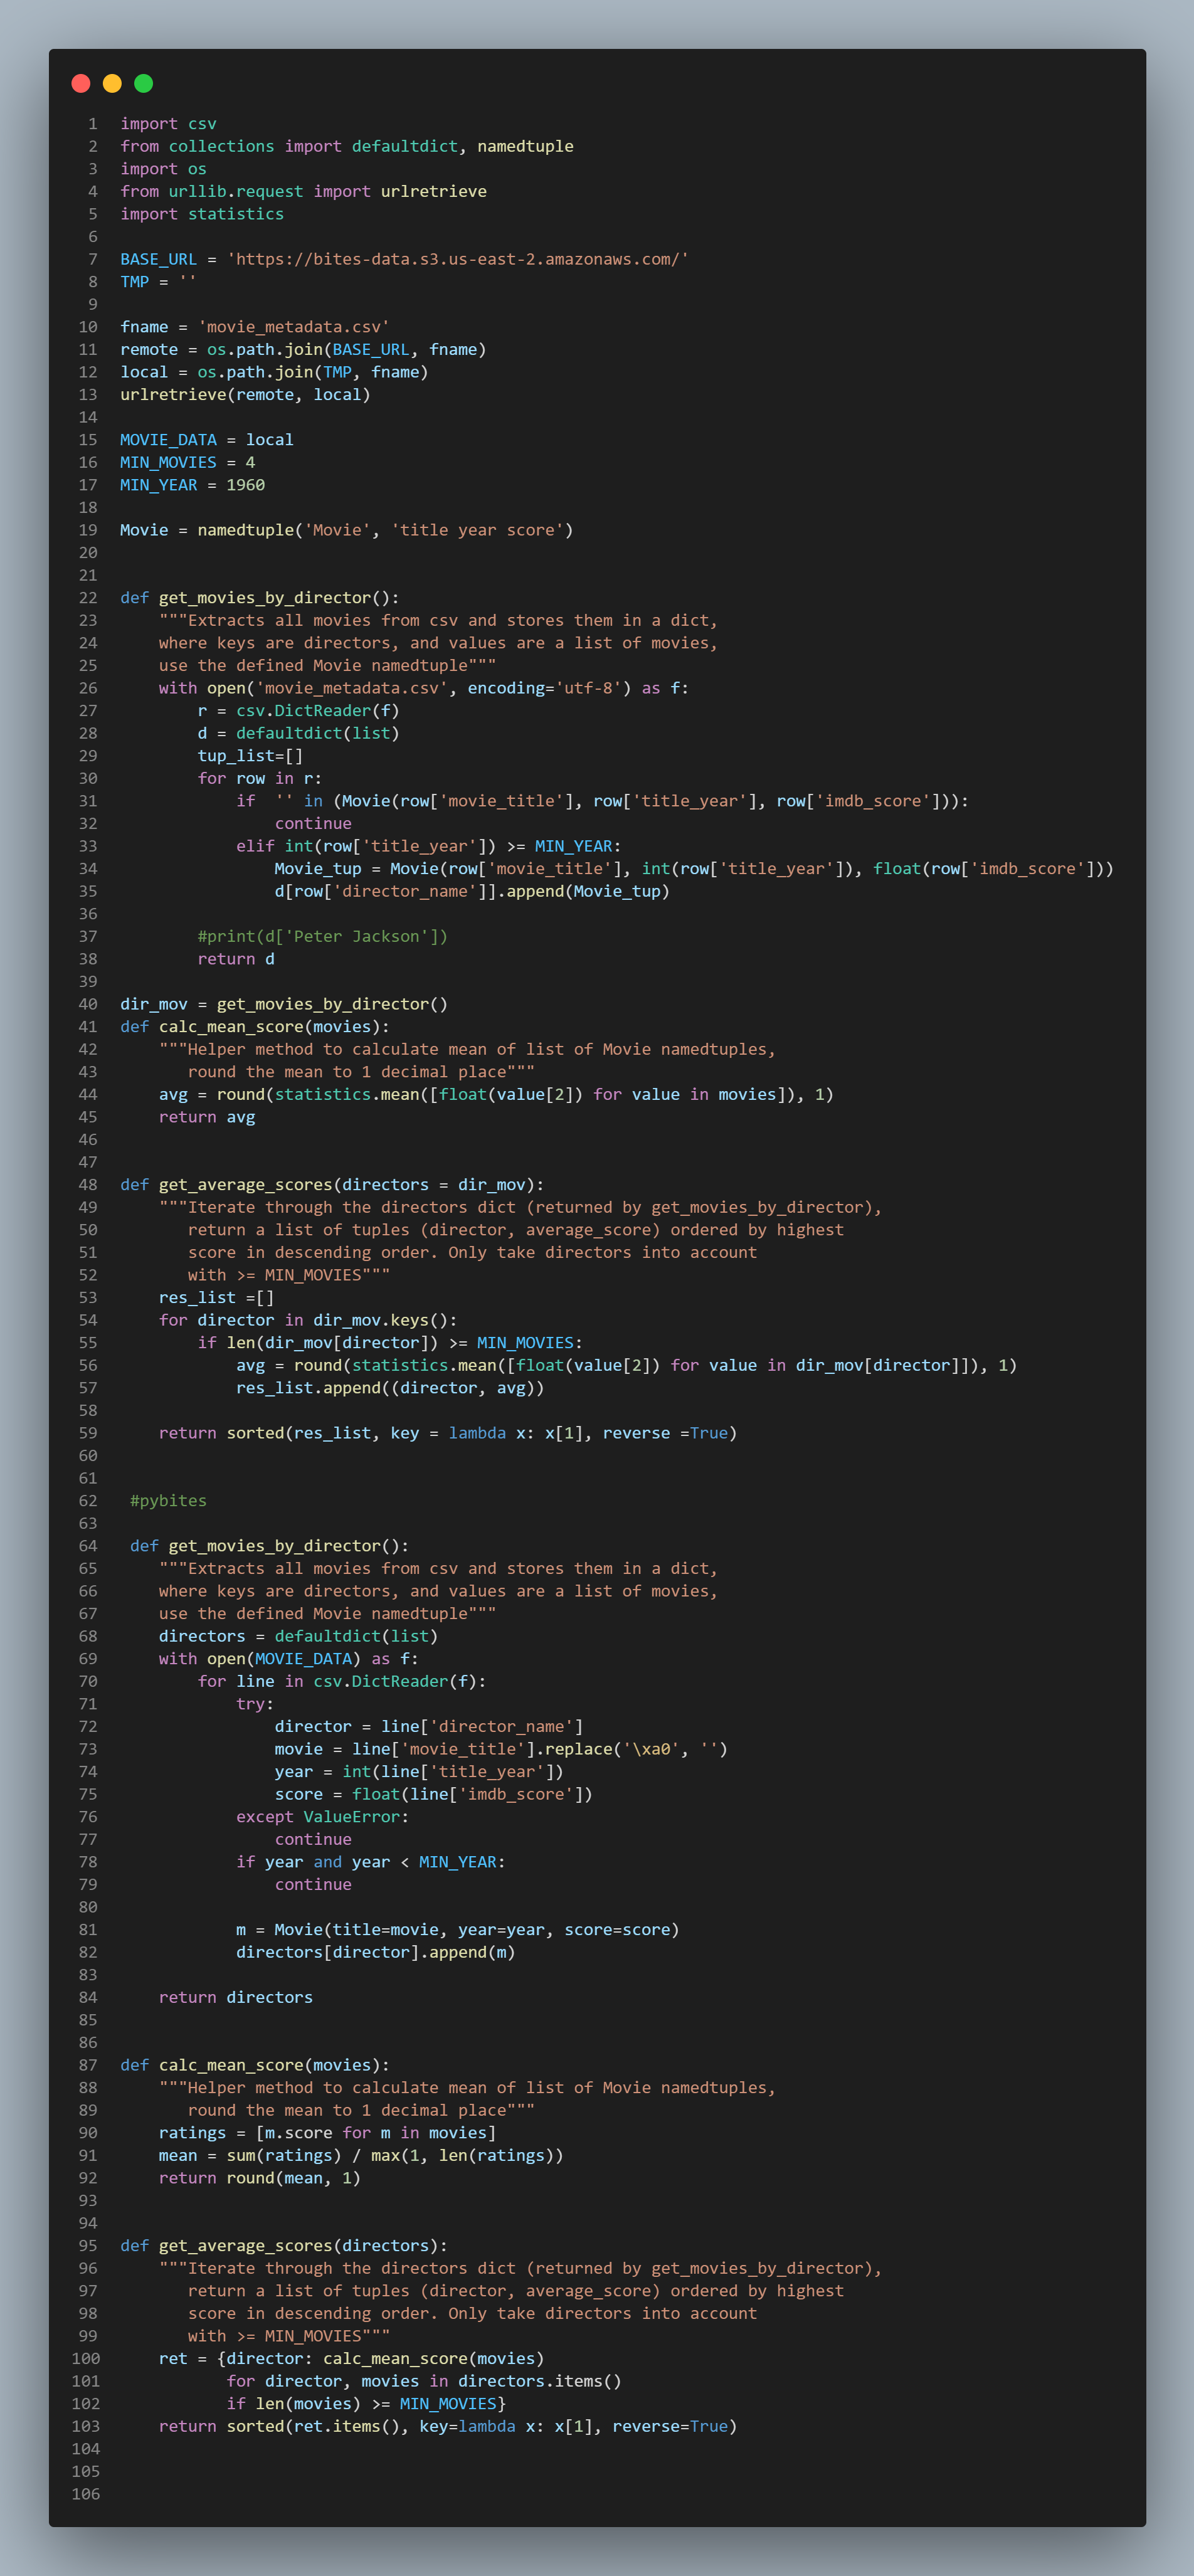 1 import csv
2 from collections import defaultdict, namedtuple
3 import os
4 from urllib.request import urlretrieve
5 import statistics
6
7 BASE_URL = 'https://bites-data.s3.us-east-2.amazonaws.com/'
8 TMP = ''
9
10 fname = 'movie_metadata.csv'
11 remote = os.path.join(BASE_URL, fname)
12 local = os.path.join(TMP, fname)
13 urlretrieve(remote, local)
14
15 MOVIE_DATA = local
16 MIN_MOVIES = 4
17 MIN_YEAR = 1960
18
19 Movie = namedtuple('Movie', 'title year score')
20
21
22 def get_movies_by_director():
23     """Extracts all movies from csv and stores them in a dict,
24     where keys are directors, and values are a list of movies,
25     use the defined Movie namedtuple"""
26     with open('movie_metadata.csv', encoding='utf-8') as f:
27         r = csv.DictReader(f)
28         d = defaultdict(list)
29         tup_list=[]
30         for row in r:
31             if  '' in (Movie(row['movie_title'], row['title_year'], row['imdb_score'])):
32                 continue
33             elif int(row['title_year']) >= MIN_YEAR:
34                 Movie_tup = Movie(row['movie_title'], int(row['title_year']), float(row['imdb_score']))
35                 d[row['director_name']].append(Movie_tup)
36
37         #print(d['Peter Jackson'])
38         return d
39
40 dir_mov = get_movies_by_director()
41 def calc_mean_score(movies):
42     """Helper method to calculate mean of list of Movie namedtuples,
43        round the mean to 1 decimal place"""
44     avg = round(statistics.mean([float(value[2]) for value in movies]), 1)
45     return avg
46
47
48 def get_average_scores(directors = dir_mov):
49     """Iterate through the directors dict (returned by get_movies_by_director),
50        return a list of tuples (director, average_score) ordered by highest
51        score in descending order. Only take directors into account
52        with >= MIN_MOVIES"""
53     res_list =[]
54     for director in dir_mov.keys():
55         if len(dir_mov[director]) >= MIN_MOVIES:
56             avg = round(statistics.mean([float(value[2]) for value in dir_mov[director]]), 1)
57             res_list.append((director, avg))
58
59     return sorted(res_list, key = lambda x: x[1], reverse =True)
60
61
62  #pybites
63
64  def get_movies_by_director():
65     """Extracts all movies from csv and stores them in a dict,
66     where keys are directors, and values are a list of movies,
67     use the defined Movie namedtuple"""
68     directors = defaultdict(list)
69     with open(MOVIE_DATA) as f:
70         for line in csv.DictReader(f):
71             try:
72                 director = line['director_name']
73                 movie = line['movie_title'].replace('\xa0', '')
74                 year = int(line['title_year'])
75                 score = float(line['imdb_score'])
76             except ValueError:
77                 continue
78             if year and year < MIN_YEAR:
79                 continue
80
81             m = Movie(title=movie, year=year, score=score)
82             directors[director].append(m)
83
84     return directors
85
86
87 def calc_mean_score(movies):
88     """Helper method to calculate mean of list of Movie namedtuples,
89        round the mean to 1 decimal place"""
90     ratings = [m.score for m in movies]
91     mean = sum(ratings) / max(1, len(ratings))
92     return round(mean, 1)
93
94
95 def get_average_scores(directors):
96     """Iterate through the directors dict (returned by get_movies_by_director),
97        return a list of tuples (director, average_score) ordered by highest
98        score in descending order. Only take directors into account
99        with >= MIN_MOVIES"""
100     ret = {director: calc_mean_score(movies)
101            for director, movies in directors.items()
102            if len(movies) >= MIN_MOVIES}
103     return sorted(ret.items(), key=lambda x: x[1], reverse=True)
104
105
106